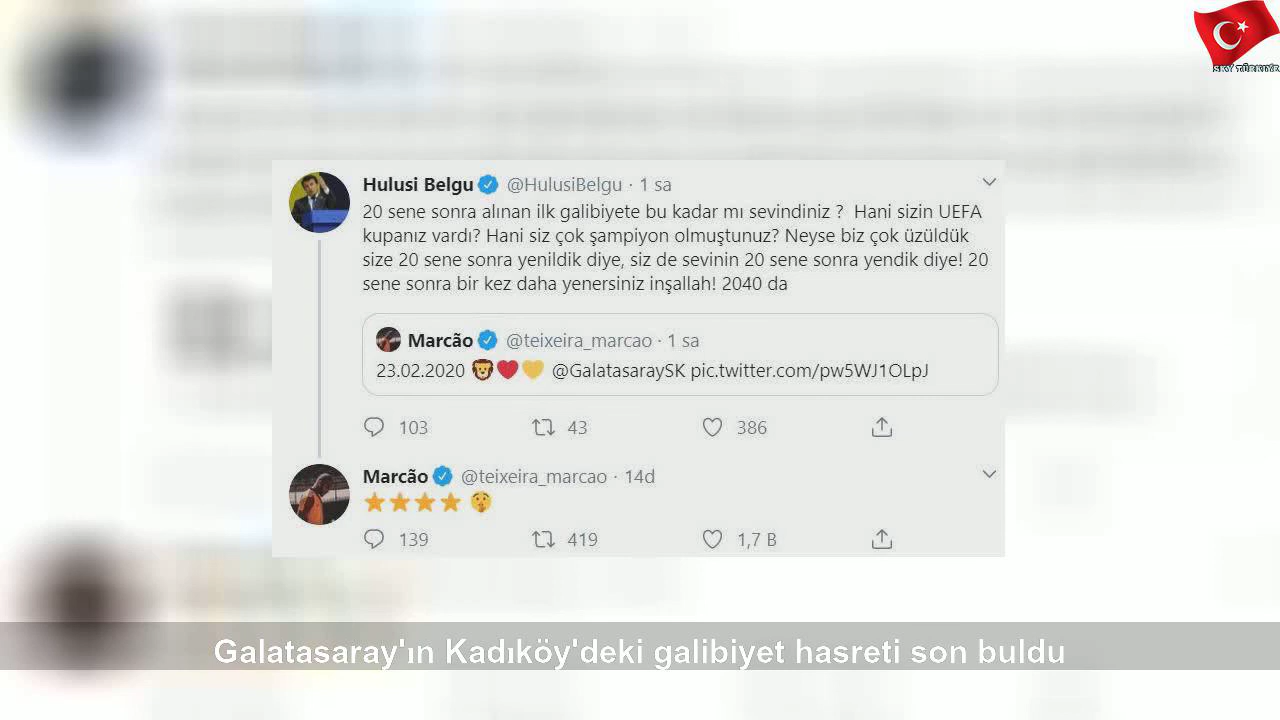 SKY TÜRKİYE
Hulusi Belgu @HulusiBelgu · 1 sa
20 sene sonra alınan ilk galibiyete bu kadar mı sevindiniz ? Hani sizin UEFA
kupanız vardı? Hani siz çok şampiyon olmuştunuz? Neyse biz çok üzüldük
size 20 sene sonra yenildik diye, siz de sevinin 20 sene sonra yendik diye! 20
sene sonra bir kez daha yenersiniz inşallah! 2040 da
Marcão @teixeira_marcao · 1 sa
23.02.2020 🦁❤️💛 @GalatasaraySK pic.twitter.com/pw5WJ1OLpJ
103 43 386
Marcão @teixeira_marcao · 14d
⭐⭐⭐⭐ 🤫
139 419 1,7 B
Galatasaray'ın Kadıköy'deki galibiyet hasreti son buldu